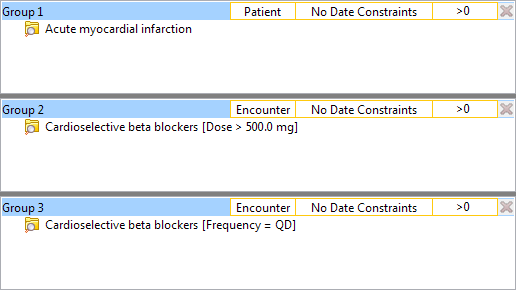 Group 1 Patient No Date Constraints >0
Acute myocardial infarction
Group 2 Encounter No Date Constraints >0
Cardioselective beta blockers [Dose > 500.0 mg]
Group 3 Encounter No Date Constraints >0
Cardioselective beta blockers [Frequency = QD]